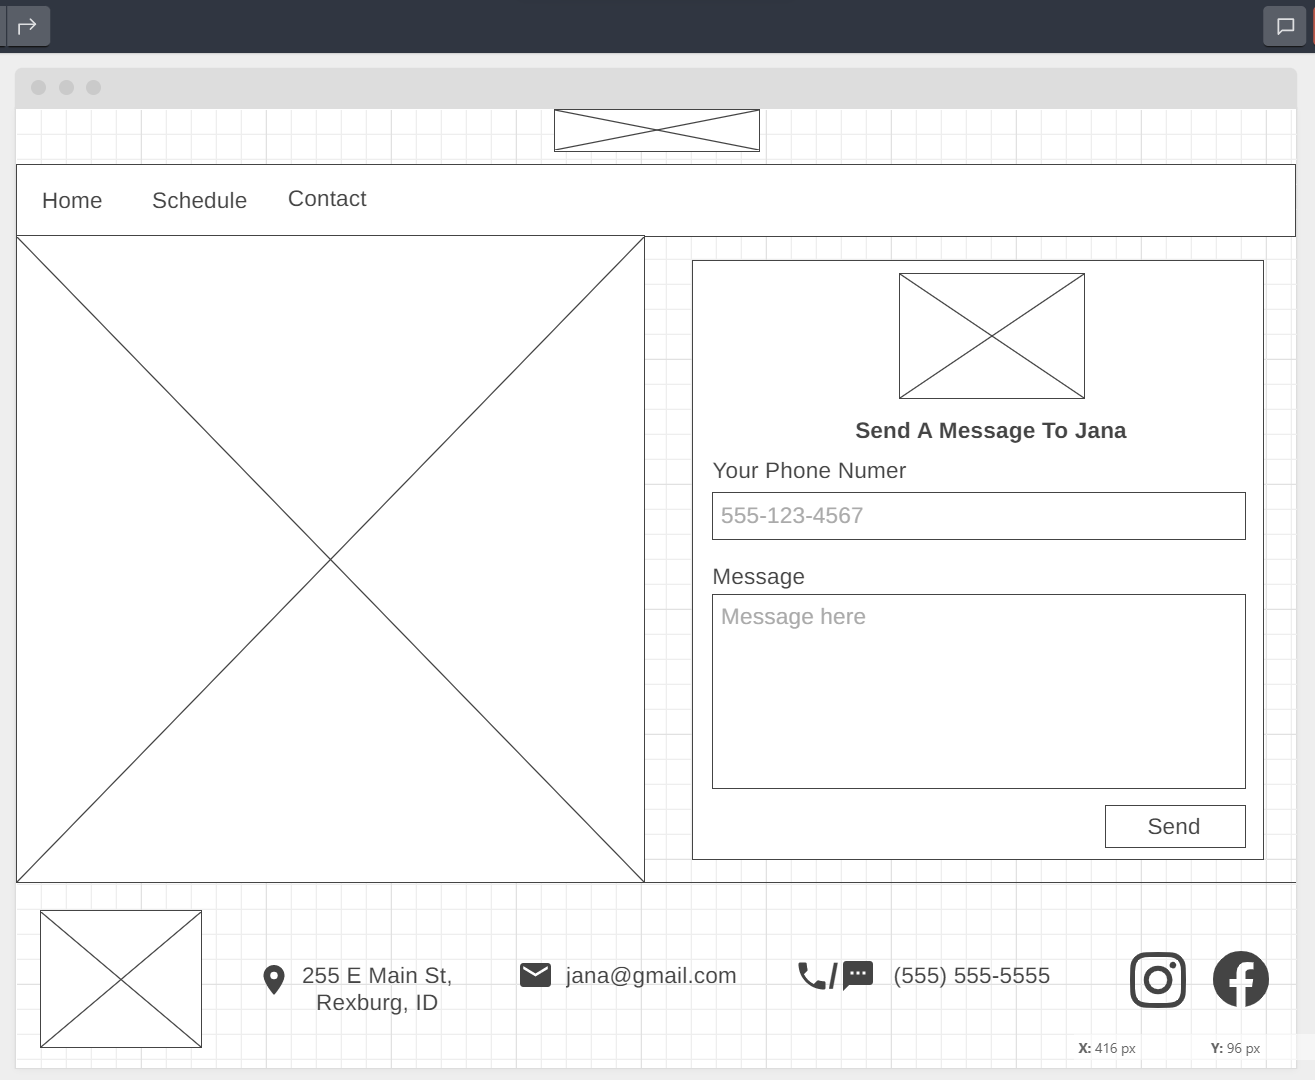 Home Schedule Contact
Send A Message To Jana
Your Phone Numer
555-123-4567
Message
Message here
Send
255 E Main St,
Rexburg, ID
jana@gmail.com
/
(555) 555-5555
X: 416 px Y: 96 px